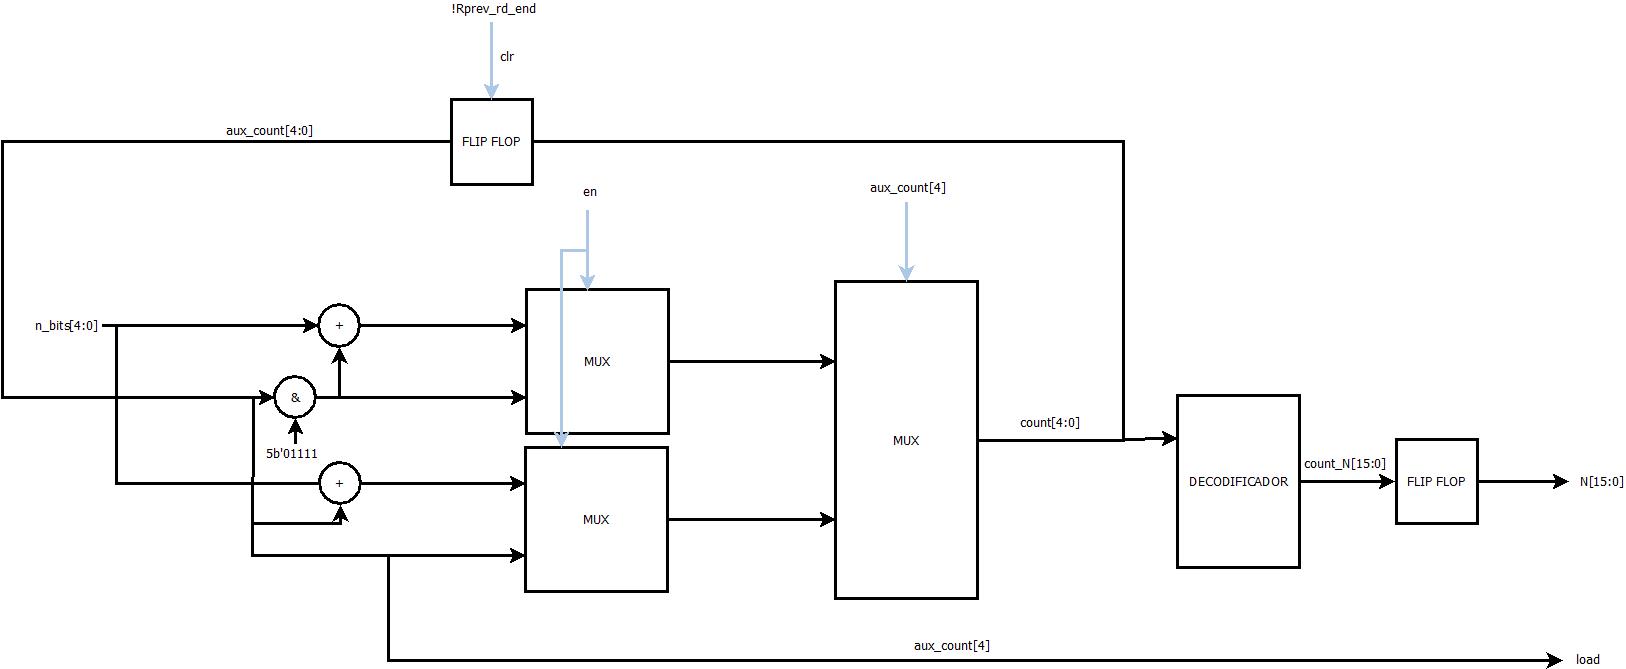 !Rprev_rd_end
clr
FLIP FLOP
aux_count[4:0]
en
aux_count[4]
n_bits[4:0]
+
MUX
&
5b'01111
+
MUX
MUX
count[4:0]
DECODIFICADOR
count_N[15:0]
FLIP FLOP
N[15:0]
aux_count[4]
load